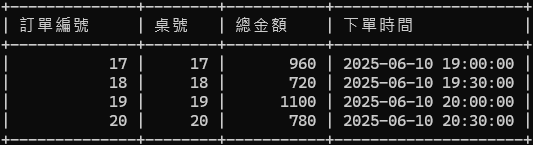 訂單編號 | 桌號 | 總金額 | 下單時間
17 | 17 | 960 | 2025-06-10 19:00:00
18 | 18 | 720 | 2025-06-10 19:30:00
19 | 19 | 1100 | 2025-06-10 20:00:00
20 | 20 | 780 | 2025-06-10 20:30:00